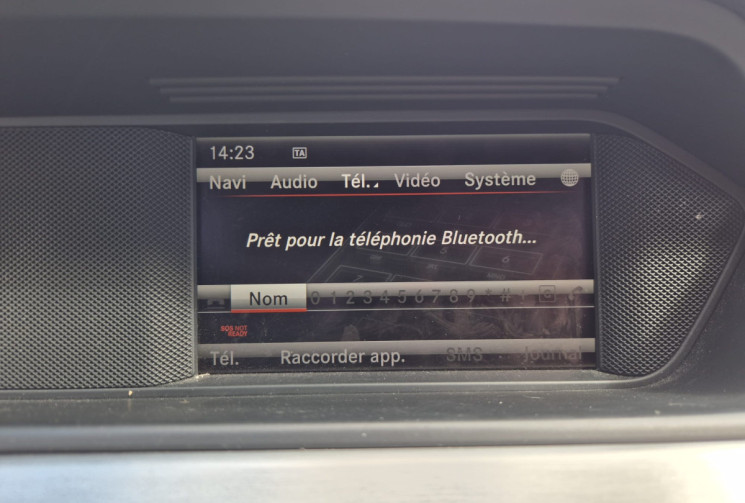 14:23 TA
Navi Audio Tél. Vidéo Système
Prêt pour la téléphonie Bluetooth...
Nom 0 1 2 3 4 5 6 7 8 9 * #
SOS NOT
READY
Tél. Raccorder app. SMS Journal